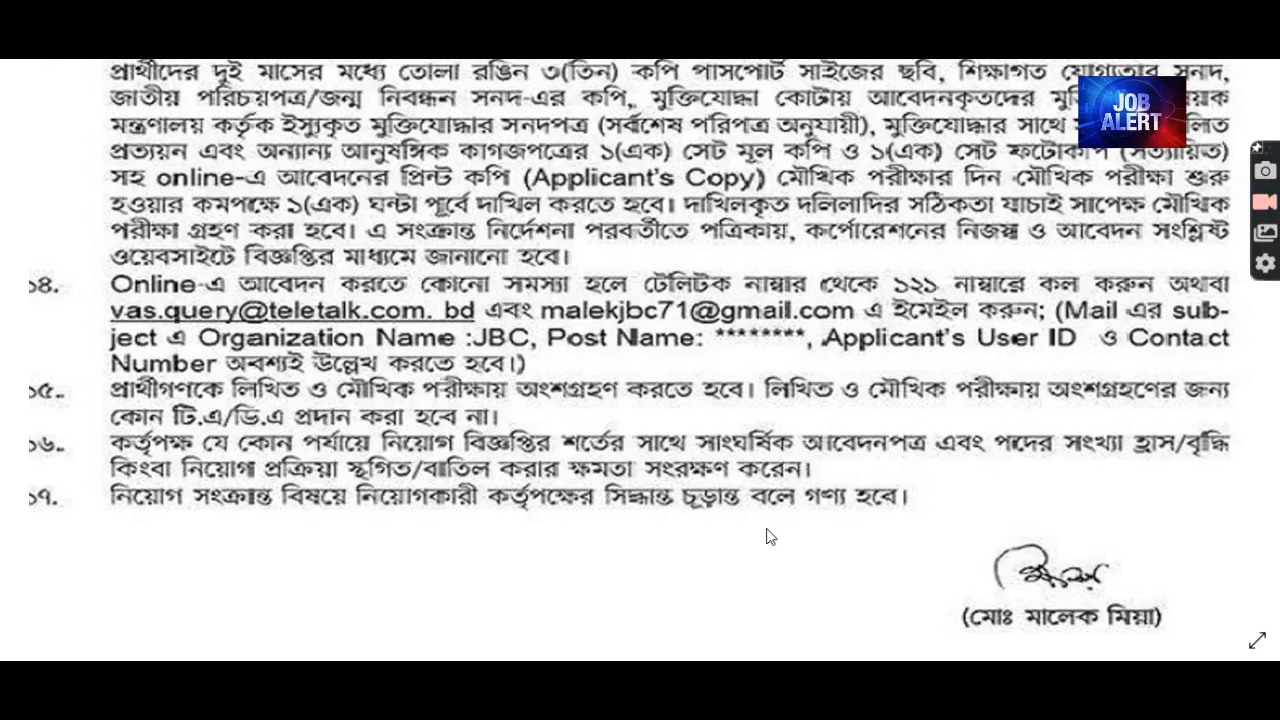 প্রার্থীদের দুই মাসের মধ্যে তোলা রঙিন ৩(তিন) কপি পাসপোর্ট সাইজের ছবি, শিক্ষাগত যোগ্যতার সনদ,
জাতীয় পরিচয়পত্র/জন্ম নিবন্ধন সনদ-এর কপি, মুক্তিযোদ্ধা কোটায় আবেদনকৃতদের
JOB ALERT
মন্ত্রণালয় কর্তৃক ইস্যুকৃত মুক্তিযোদ্ধার সনদপত্র (সর্বশেষ পরিপত্র অনুযায়ী), মুক্তিযোদ্ধার সাথে
প্রত্যয়ন এবং অন্যান্য আনুষঙ্গিক কাগজপত্রের ১(এক) সেট মূল কপি ও ১(এক) সেট ফটোকপি (সত্যায়িত)
সহ online-এ আবেদনের প্রিন্ট কপি (Applicant's Copy) মৌখিক পরীক্ষার দিন মৌখিক পরীক্ষা শুরু
হওয়ার কমপক্ষে ১(এক) ঘন্টা পূর্বে দাখিল করতে হবে। দাখিলকৃত দলিলাদির সঠিকতা যাচাই সাপেক্ষ মৌখিক
পরীক্ষা গ্রহণ করা হবে। এ সংক্রান্ত নির্দেশনা পরবর্তীতে পত্রিকায়, কর্পোরেশনের নিজস্ব ও আবেদন সংশ্লিষ্ট
ওয়েবসাইটে বিজ্ঞপ্তির মাধ্যমে জানানো হবে।
১৪. Online-এ আবেদন করতে কোনো সমস্যা হলে টেলিটক নাম্বার থেকে ১২১ নাম্বারে কল করুন অথবা
vas.query@teletalk.com. bd এবং malekjbc71@gmail.com এ ইমেইল করুন; (Mail এর sub-
ject এ Organization Name :JBC, Post Name: ********, Applicant's User ID ও Contact
Number অবশ্যই উল্লেখ করতে হবে।)
১৫. প্রার্থীগণকে লিখিত ও মৌখিক পরীক্ষায় অংশগ্রহণ করতে হবে। লিখিত ও মৌখিক পরীক্ষায় অংশগ্রহণের জন্য
কোন টি.এ/ডি.এ প্রদান করা হবে না।
১৬. কর্তৃপক্ষ যে কোন পর্যায়ে নিয়োগ বিজ্ঞপ্তির শর্তের সাথে সাংঘর্ষিক আবেদনপত্র এবং পদের সংখ্যা হ্রাস/বৃদ্ধি
কিংবা নিয়োগ প্রক্রিয়া স্থগিত/বাতিল করার ক্ষমতা সংরক্ষণ করেন।
১৭. নিয়োগ সংক্রান্ত বিষয়ে নিয়োগকারী কর্তৃপক্ষের সিদ্ধান্ত চূড়ান্ত বলে গণ্য হবে।
(মোঃ মালেক মিয়া)